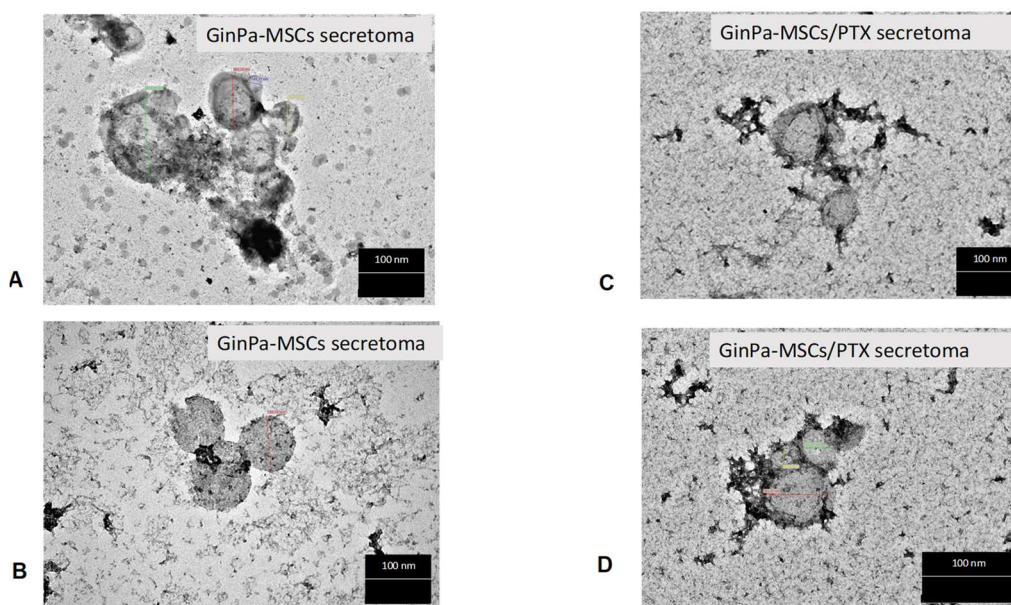 GinPa-MSCs secretoma
100 nm
A
GinPa-MSCs secretoma
100 nm
B
GinPa-MSCs/PTX secretoma
100 nm
C
GinPa-MSCs/PTX secretoma
100 nm
D